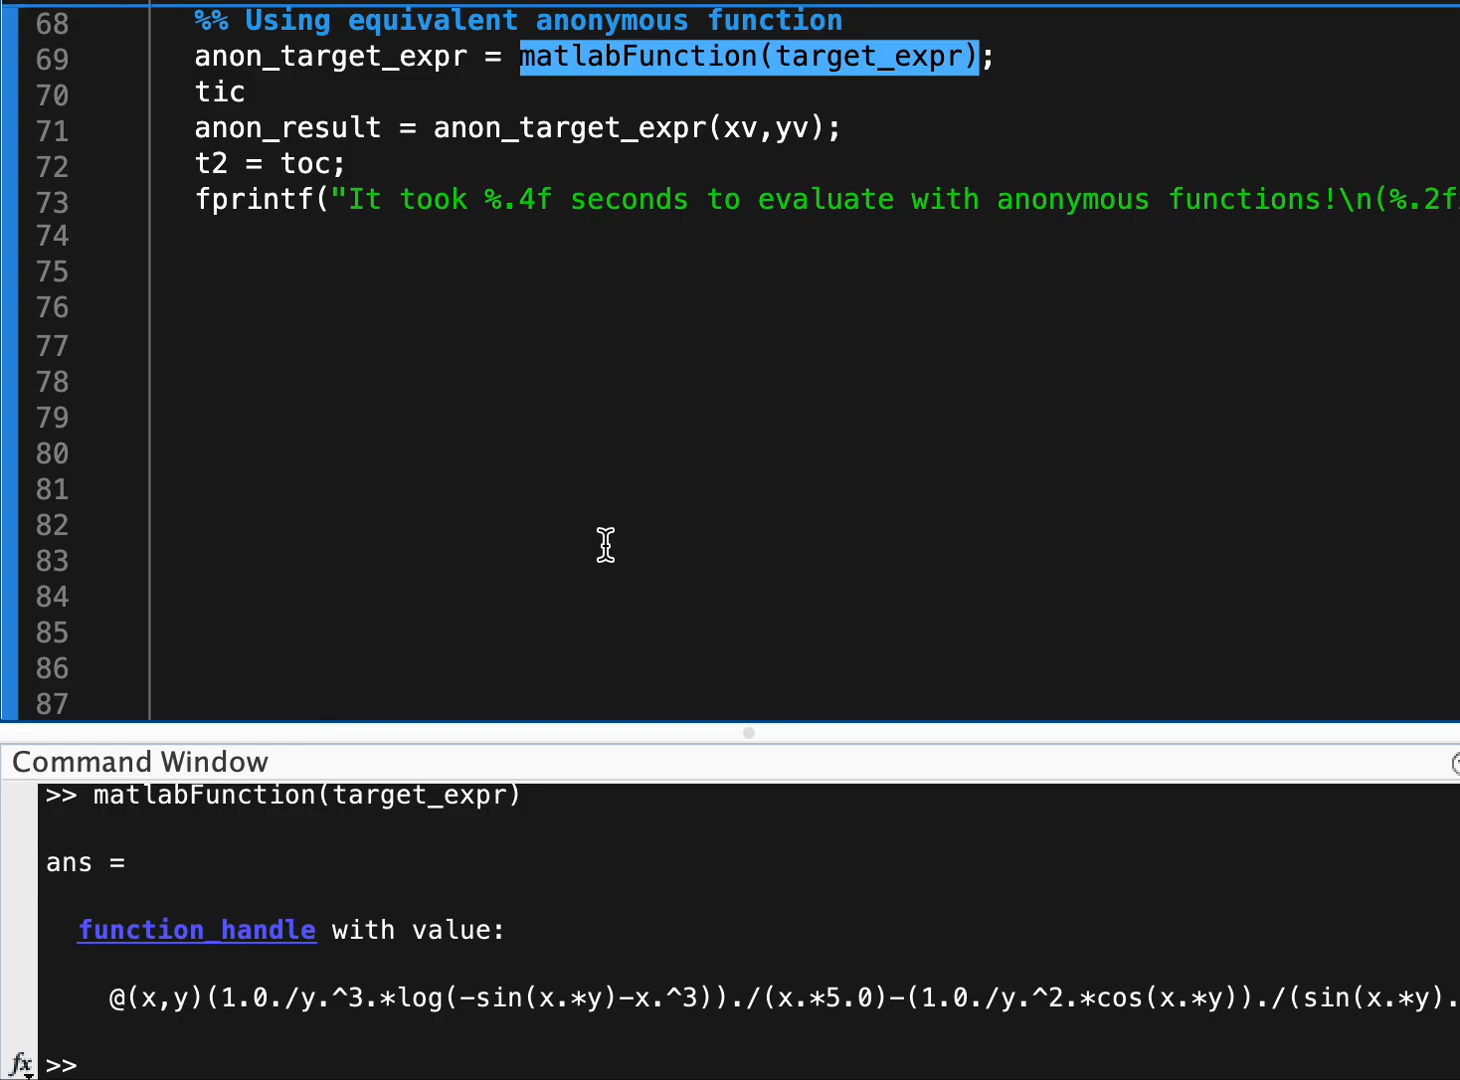 68 %% Using equivalent anonymous function
69 anon_target_expr = matlabFunction(target_expr);
70 tic
71 anon_result = anon_target_expr(xv,yv);
72 t2 = toc;
73 fprintf("It took %.4f seconds to evaluate with anonymous functions!\n(%.2f
74
75
76
77
78
79
80
81
82
83
84
85
86
87
Command Window
>> matlabFunction(target_expr)
ans =
function_handle with value:
@(x,y)(1.0./y.^3.*log(-sin(x.*y)-x.^3))./(x.*5.0)-(1.0./y.^2.*cos(x.*y))./(sin(x.*y).
fx >>